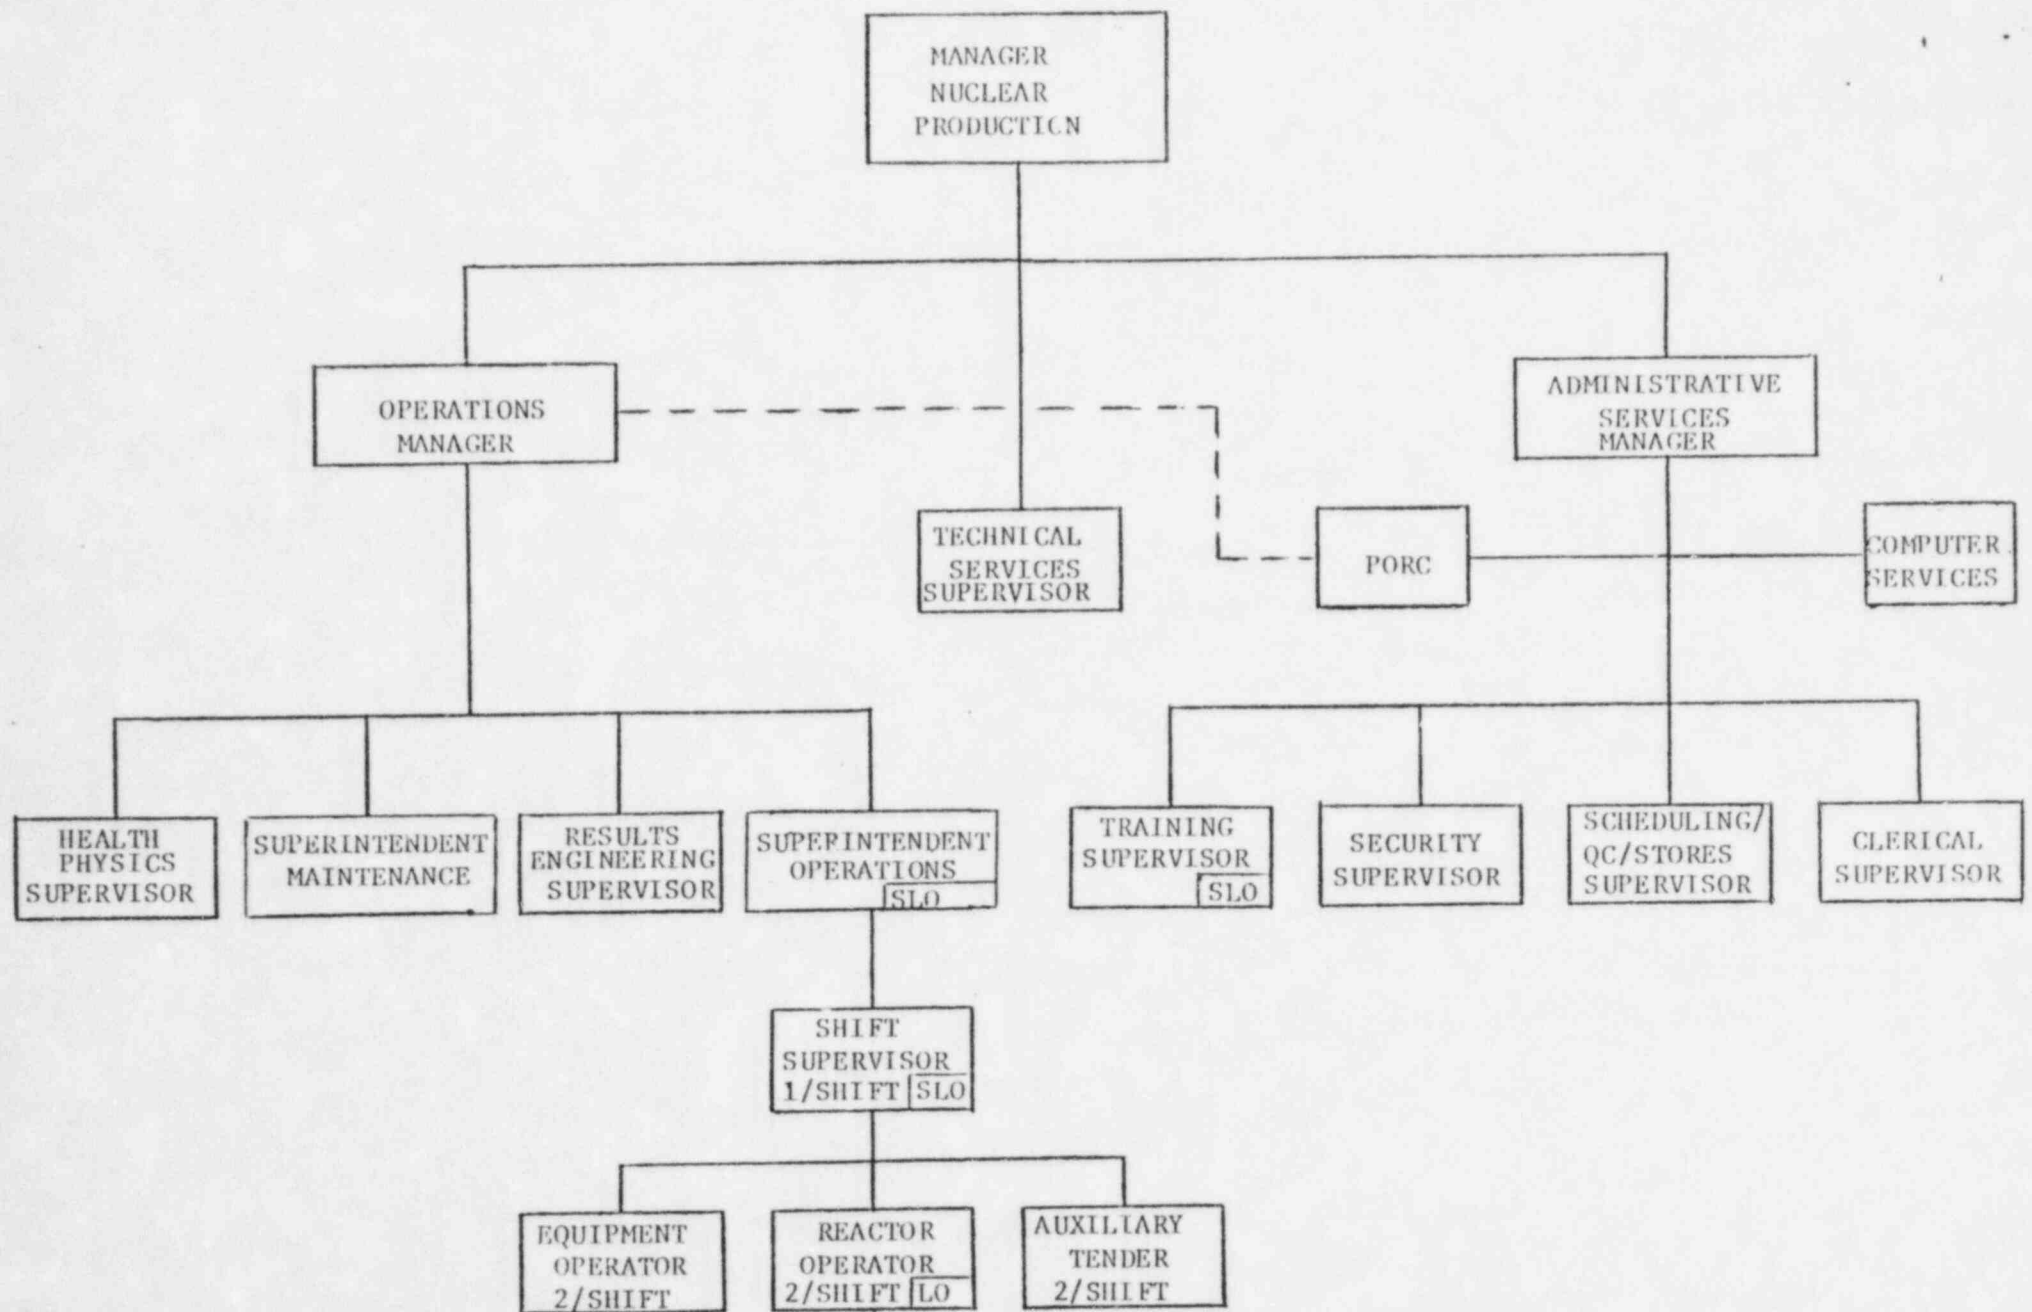 MANAGER
NUCLEAR
PRODUCTION
OPERATIONS
MANAGER
ADMINISTRATIVE
SERVICES
MANAGER
TECHNICAL
SERVICES
SUPERVISOR
PORC
COMPUTER
SERVICES
HEALTH
PHYSICS
SUPERVISOR
SUPERINTENDENT
MAINTENANCE
RESULTS
ENGINEERING
SUPERVISOR
SUPERINTENDENT
OPERATIONS
SLO
TRAINING
SUPERVISOR
SLO
SECURITY
SUPERVISOR
SCHEDULING/
QC/STORES
SUPERVISOR
CLERICAL
SUPERVISOR
SHIFT
SUPERVISOR
1/SHIFT SLO
EQUIPMENT
OPERATOR
2/SHIFT
REACTOR
OPERATOR
2/SHIFT LO
AUXILIARY
TENDER
2/SHIFT